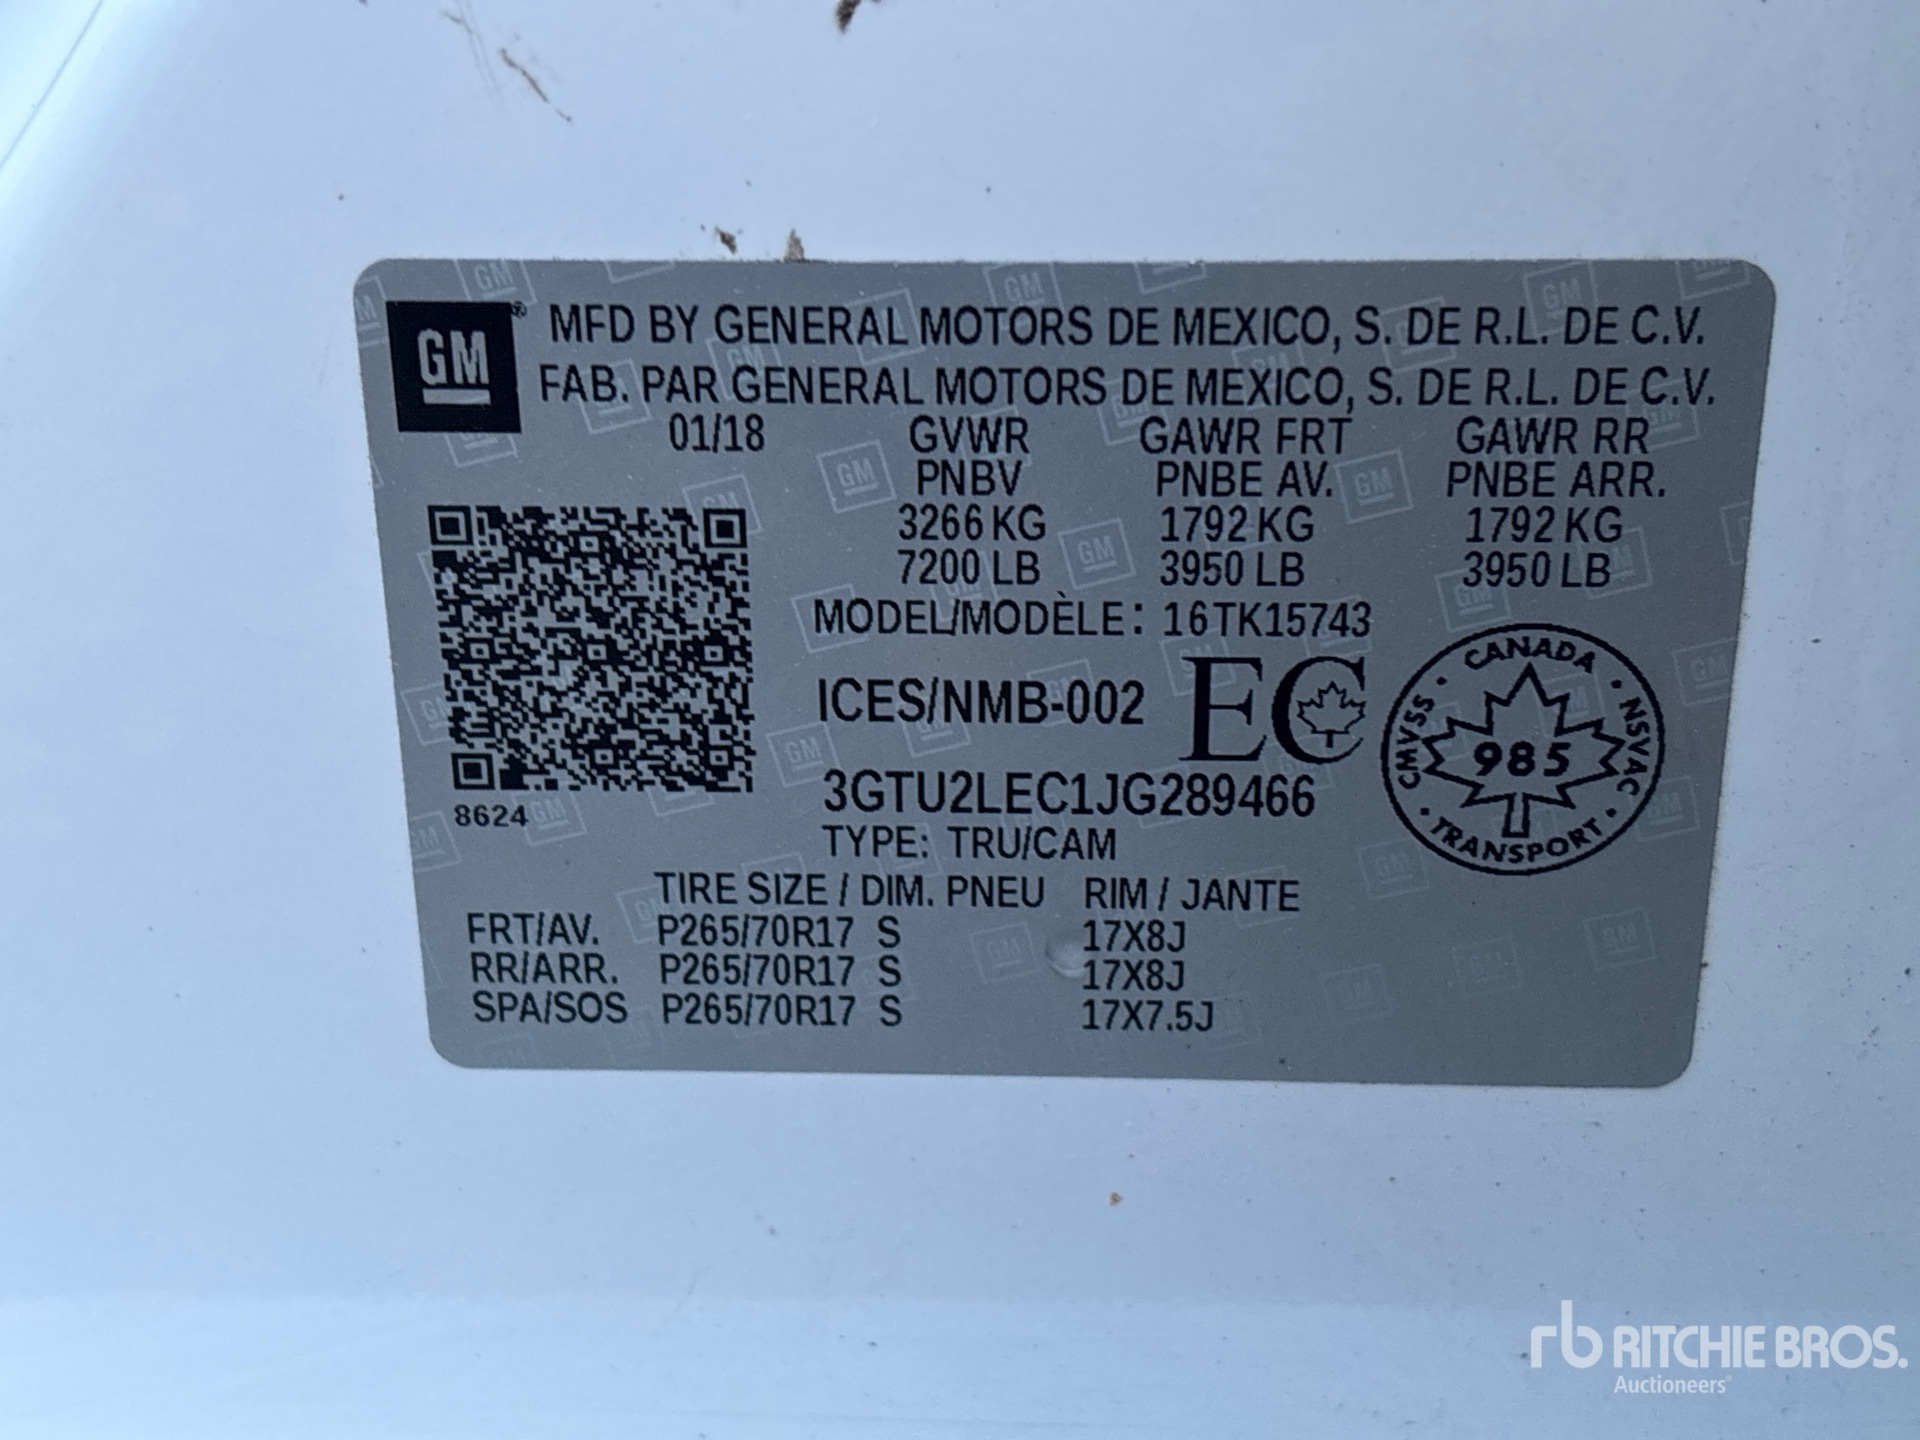 GM
®
MFD BY GENERAL MOTORS DE MEXICO, S. DE R.L. DE C.V.
FAB. PAR GENERAL MOTORS DE MEXICO, S. DE R.L. DE C.V.
01/18 GVWR GAWR FRT GAWR RR
PNBV PNBE AV. PNBE ARR.
3266 KG 1792 KG 1792 KG
7200 LB 3950 LB 3950 LB
MODEL/MODÈLE: 16TK15743
ICES/NMB-002 EC
CANADA · NSVAC · TRANSPORT · CMVSS ·
985
3GTU2LEC1JG289466
8624
TYPE: TRU/CAM
TIRE SIZE / DIM. PNEU RIM / JANTE
FRT/AV. P265/70R17 S 17X8J
RR/ARR. P265/70R17 S 17X8J
SPA/SOS P265/70R17 S 17X7.5J
rb RITCHIE BROS.
Auctioneers